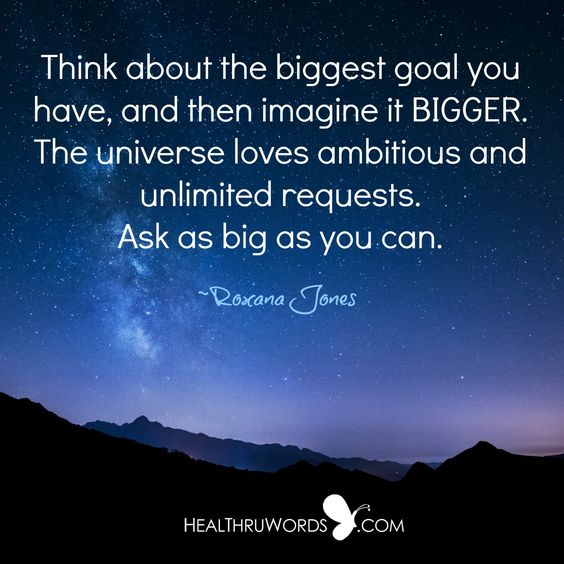 Think about the biggest goal you
have, and then imagine it BIGGER.
The universe loves ambitious and
unlimited requests.
Ask as big as you can.
~Roxana Jones
HEALTHRUWORDS.COM